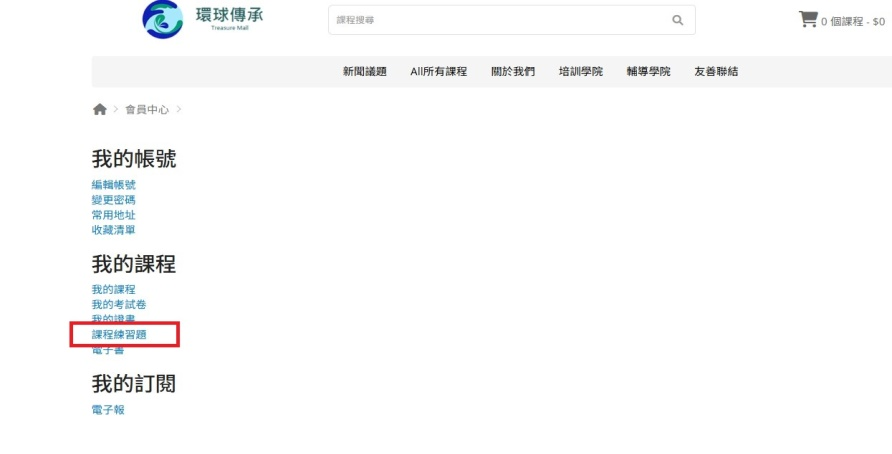 環球傳承
Treasure Mall
課程搜尋
0 個課程 - $0
新聞議題 All所有課程 關於我們 培訓學院 輔導學院 友善聯結
會員中心
我的帳號
編輯帳號
變更密碼
常用地址
收藏清單
我的課程
我的課程
我的考試卷
我的證書
課程練習題
電子書
我的訂閱
電子報